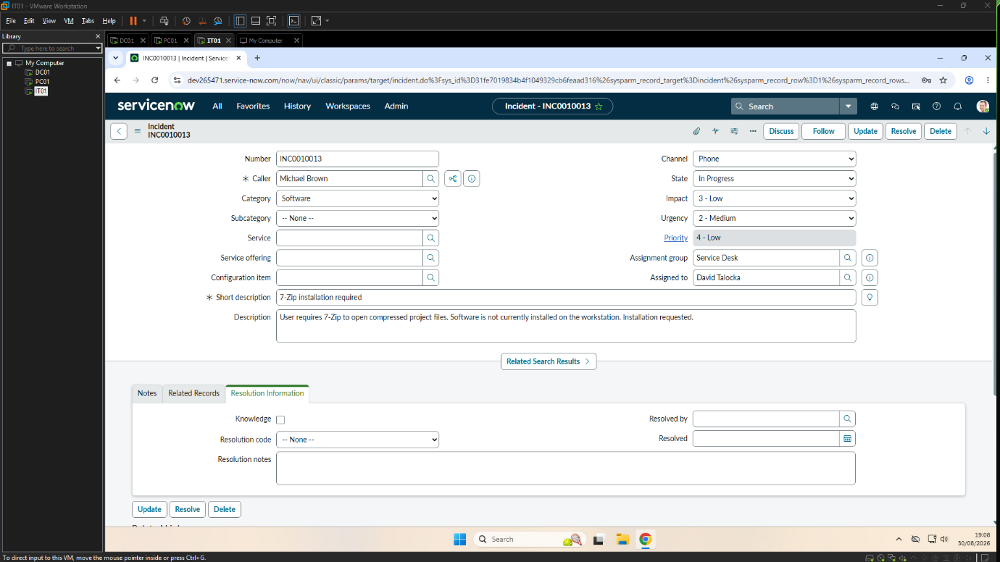 IT01 - VMware Workstation
File Edit View VM Tabs Help
Library
Type here to search
My Computer
DC01
PC01
IT01
DC01 PC01 IT01 My Computer
INC0010013 | Incident | Service
dev265471.service-now.com/now/nav/ui/classic/params/target/incident.do%3Fsys_id%3D31fe7019834b4f1049329cb6feaad316%26sysparm_record_target%3Dincident%26sysparm_record_row%3D1%26sysparm_record_rows...
servicenow All Favorites History Workspaces Admin Incident - INC0010013 Search
Incident
INC0010013
Discuss Follow Update Resolve Delete
Number INC0010013 Channel Phone
Caller Michael Brown State In Progress
Category Software Impact 3 - Low
Subcategory -- None -- Urgency 2 - Medium
Service Priority 4 - Low
Service offering Assignment group Service Desk
Configuration item Assigned to David Talocka
Short description 7-Zip installation required
Description User requires 7-Zip to open compressed project files. Software is not currently installed on the workstation. Installation requested.
Related Search Results
Notes Related Records Resolution Information
Knowledge Resolved by
Resolution code -- None -- Resolved
Resolution notes
Update Resolve Delete
Search
19:08
30/08/2026
To direct input to this VM, move the mouse pointer inside or press Ctrl+G.